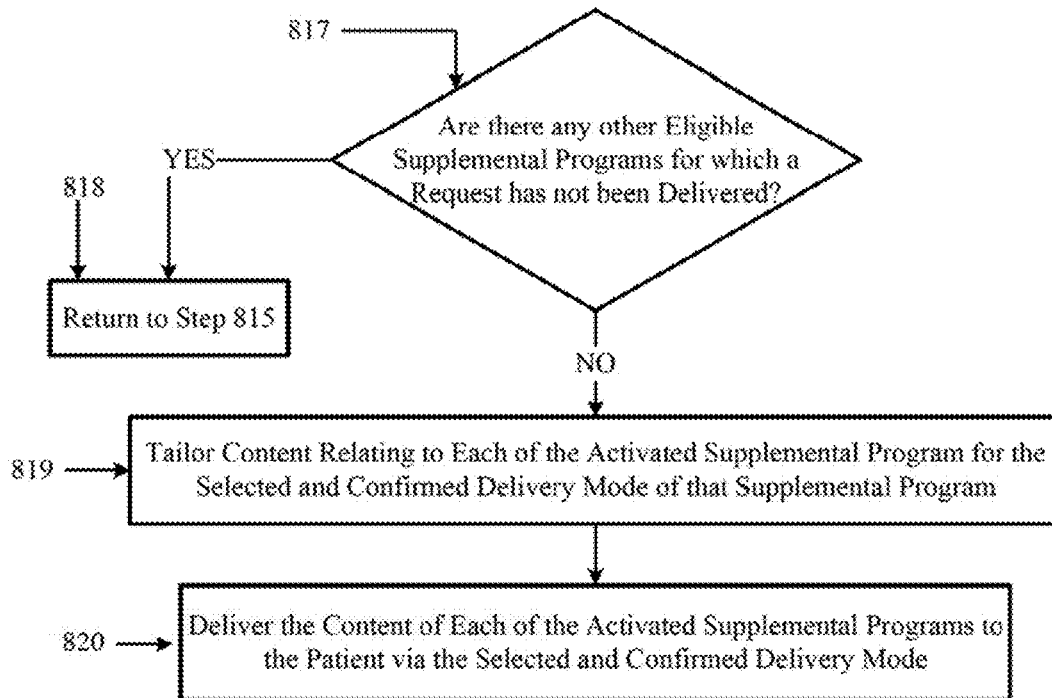 817
Are there any other Eligible
Supplemental Programs for which a
Request has not been Delivered?
YES
818
Return to Step 815
NO
819
Tailor Content Relating to Each of the Activated Supplemental Program for the
Selected and Confirmed Delivery Mode of that Supplemental Program
820
Deliver the Content of Each of the Activated Supplemental Programs to
the Patient via the Selected and Confirmed Delivery Mode